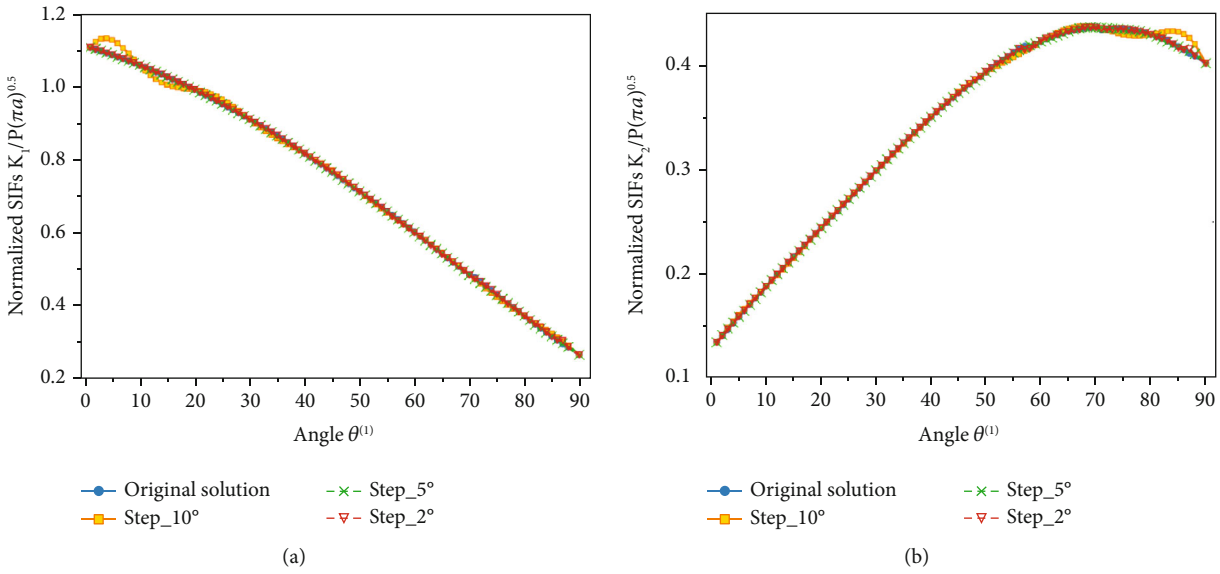 Normalized SIFs K₁/P(πa)⁰·⁵
1.2
1.0
0.8
0.6
0.4
0.2
0 10 20 30 40 50 60 70 80 90
Angle θ⁽¹⁾
Original solution
Step_10°
Step_5°
Step_2°
(a)
Normalized SIFs K₂/P(πa)⁰·⁵
0.4
0.3
0.2
0.1
0 10 20 30 40 50 60 70 80 90
Angle θ⁽¹⁾
Original solution
Step_10°
Step_5°
Step_2°
(b)